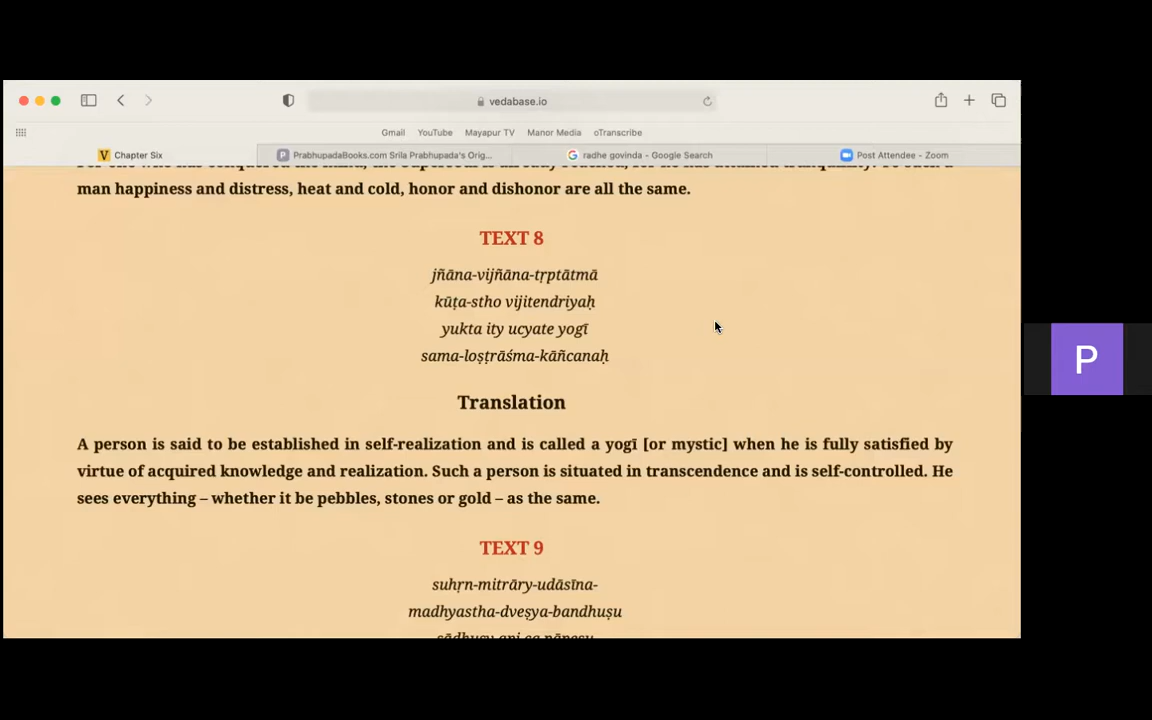 vedabase.io
Gmail YouTube Mayapur TV Manor Media oTranscribe
V Chapter Six P PrabhupadaBooks.com Srila Prabhupada's Orig... G radhe govinda - Google Search Post Attendee - Zoom
man happiness and distress, heat and cold, honor and dishonor are all the same.
TEXT 8
jñāna-vijñāna-tṛptātmā
kūṭa-stho vijitendriyaḥ
yukta ity ucyate yogī
sama-loṣṭrāśma-kāñcanaḥ
Translation
A person is said to be established in self-realization and is called a yogī [or mystic] when he is fully satisfied by
virtue of acquired knowledge and realization. Such a person is situated in transcendence and is self-controlled. He
sees everything – whether it be pebbles, stones or gold – as the same.
P
TEXT 9
suhṛn-mitrāry-udāsīna-
madhyastha-dveṣya-bandhuṣu